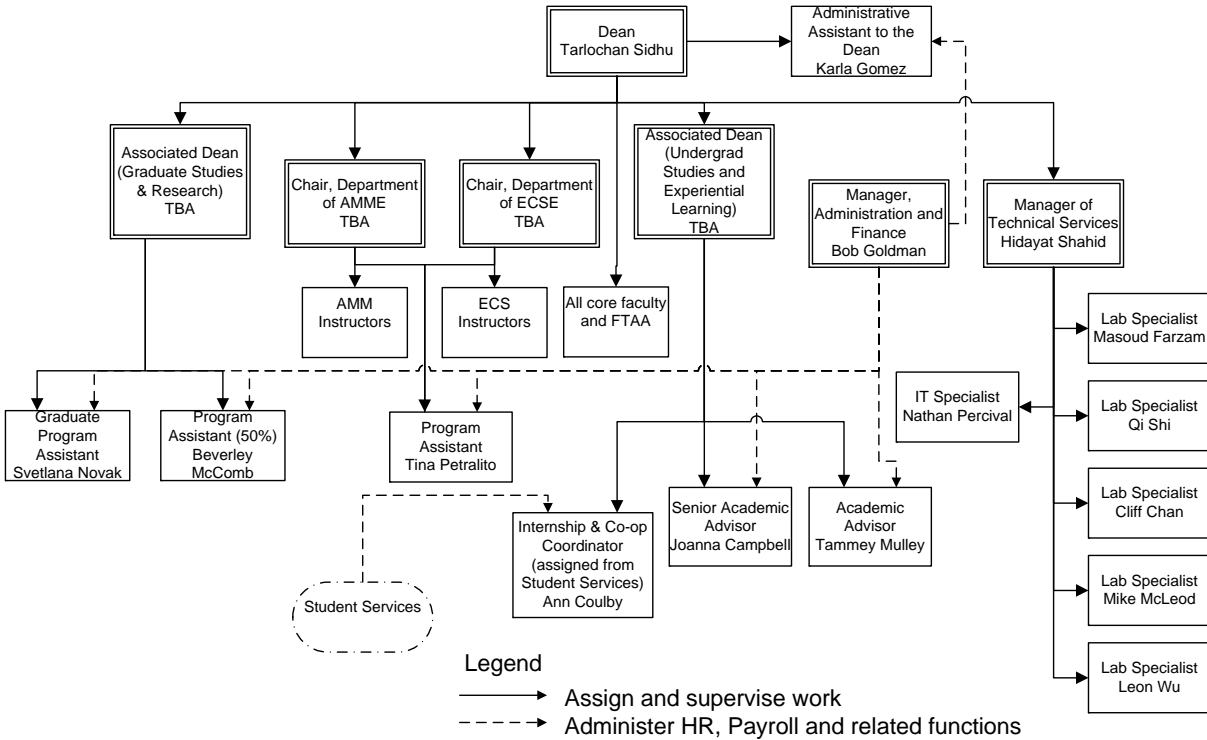 Dean
Tarlochan Sidhu
Administrative
Assistant to the
Dean
Karla Gomez
Associated Dean
(Graduate Studies
& Research)
TBA
Chair, Department
of AMME
TBA
Chair, Department
of ECSE
TBA
Associated Dean
(Undergrad
Studies and
Experiential
Learning)
TBA
Manager,
Administration and
Finance
Bob Goldman
Manager of
Technical Services
Hidayat Shahid
AMM
Instructors
ECS
Instructors
All core faculty
and FTAA
Lab Specialist
Masoud Farzam
IT Specialist
Nathan Percival
Lab Specialist
Qi Shi
Graduate
Program
Assistant
Svetlana Novak
Program
Assistant (50%)
Beverley
McComb
Program
Assistant
Tina Petralito
Lab Specialist
Cliff Chan
Internship & Co-op
Coordinator
(assigned from
Student Services)
Ann Coulby
Senior Academic
Advisor
Joanna Campbell
Academic
Advisor
Tammey Mulley
Student Services
Lab Specialist
Mike McLeod
Lab Specialist
Leon Wu
Legend
Assign and supervise work
Administer HR, Payroll and related functions